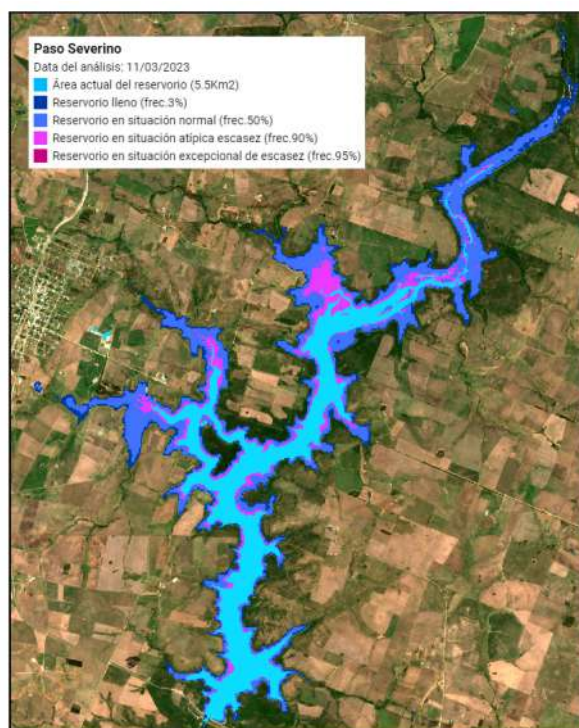 Paso Severino
Data del análisis: 11/03/2023
Área actual del reservorio (5.5Km2)
Reservorio lleno (frec.3%)
Reservorio en situación normal (frec.50%)
Reservorio en situación atípica escasez (frec.90%)
Reservorio en situación excepcional de escasez (frec.95%)